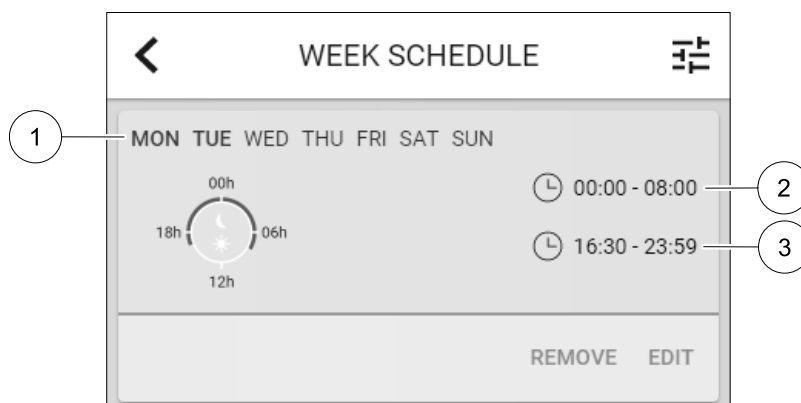 WEEK SCHEDULE
1
MON TUE WED THU FRI SAT SUN
00h
18h
06h
12h
00:00 - 08:00
2
16:30 - 23:59
3
REMOVE EDIT